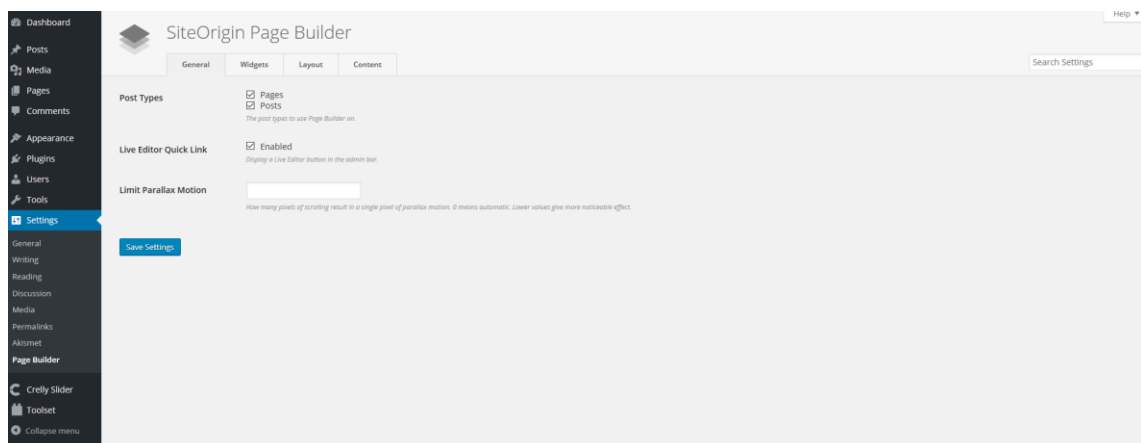 Help
Dashboard
Posts
Media
Pages
Comments
Appearance
Plugins
Users
Tools
Settings
General
Writing
Reading
Discussion
Media
Permalinks
Akismet
Page Builder
Crelly Slider
Toolset
Collapse menu
SiteOrigin Page Builder
General Widgets Layout Content
Search Settings
Post Types
Pages
Posts
The post types to use Page Builder on.
Live Editor Quick Link
Enabled
Display a Live Editor button in the admin bar.
Limit Parallax Motion
How many pixels of scrolling result in a single pixel of parallax motion. 0 means automatic. Lower values give more noticeable effect.
Save Settings